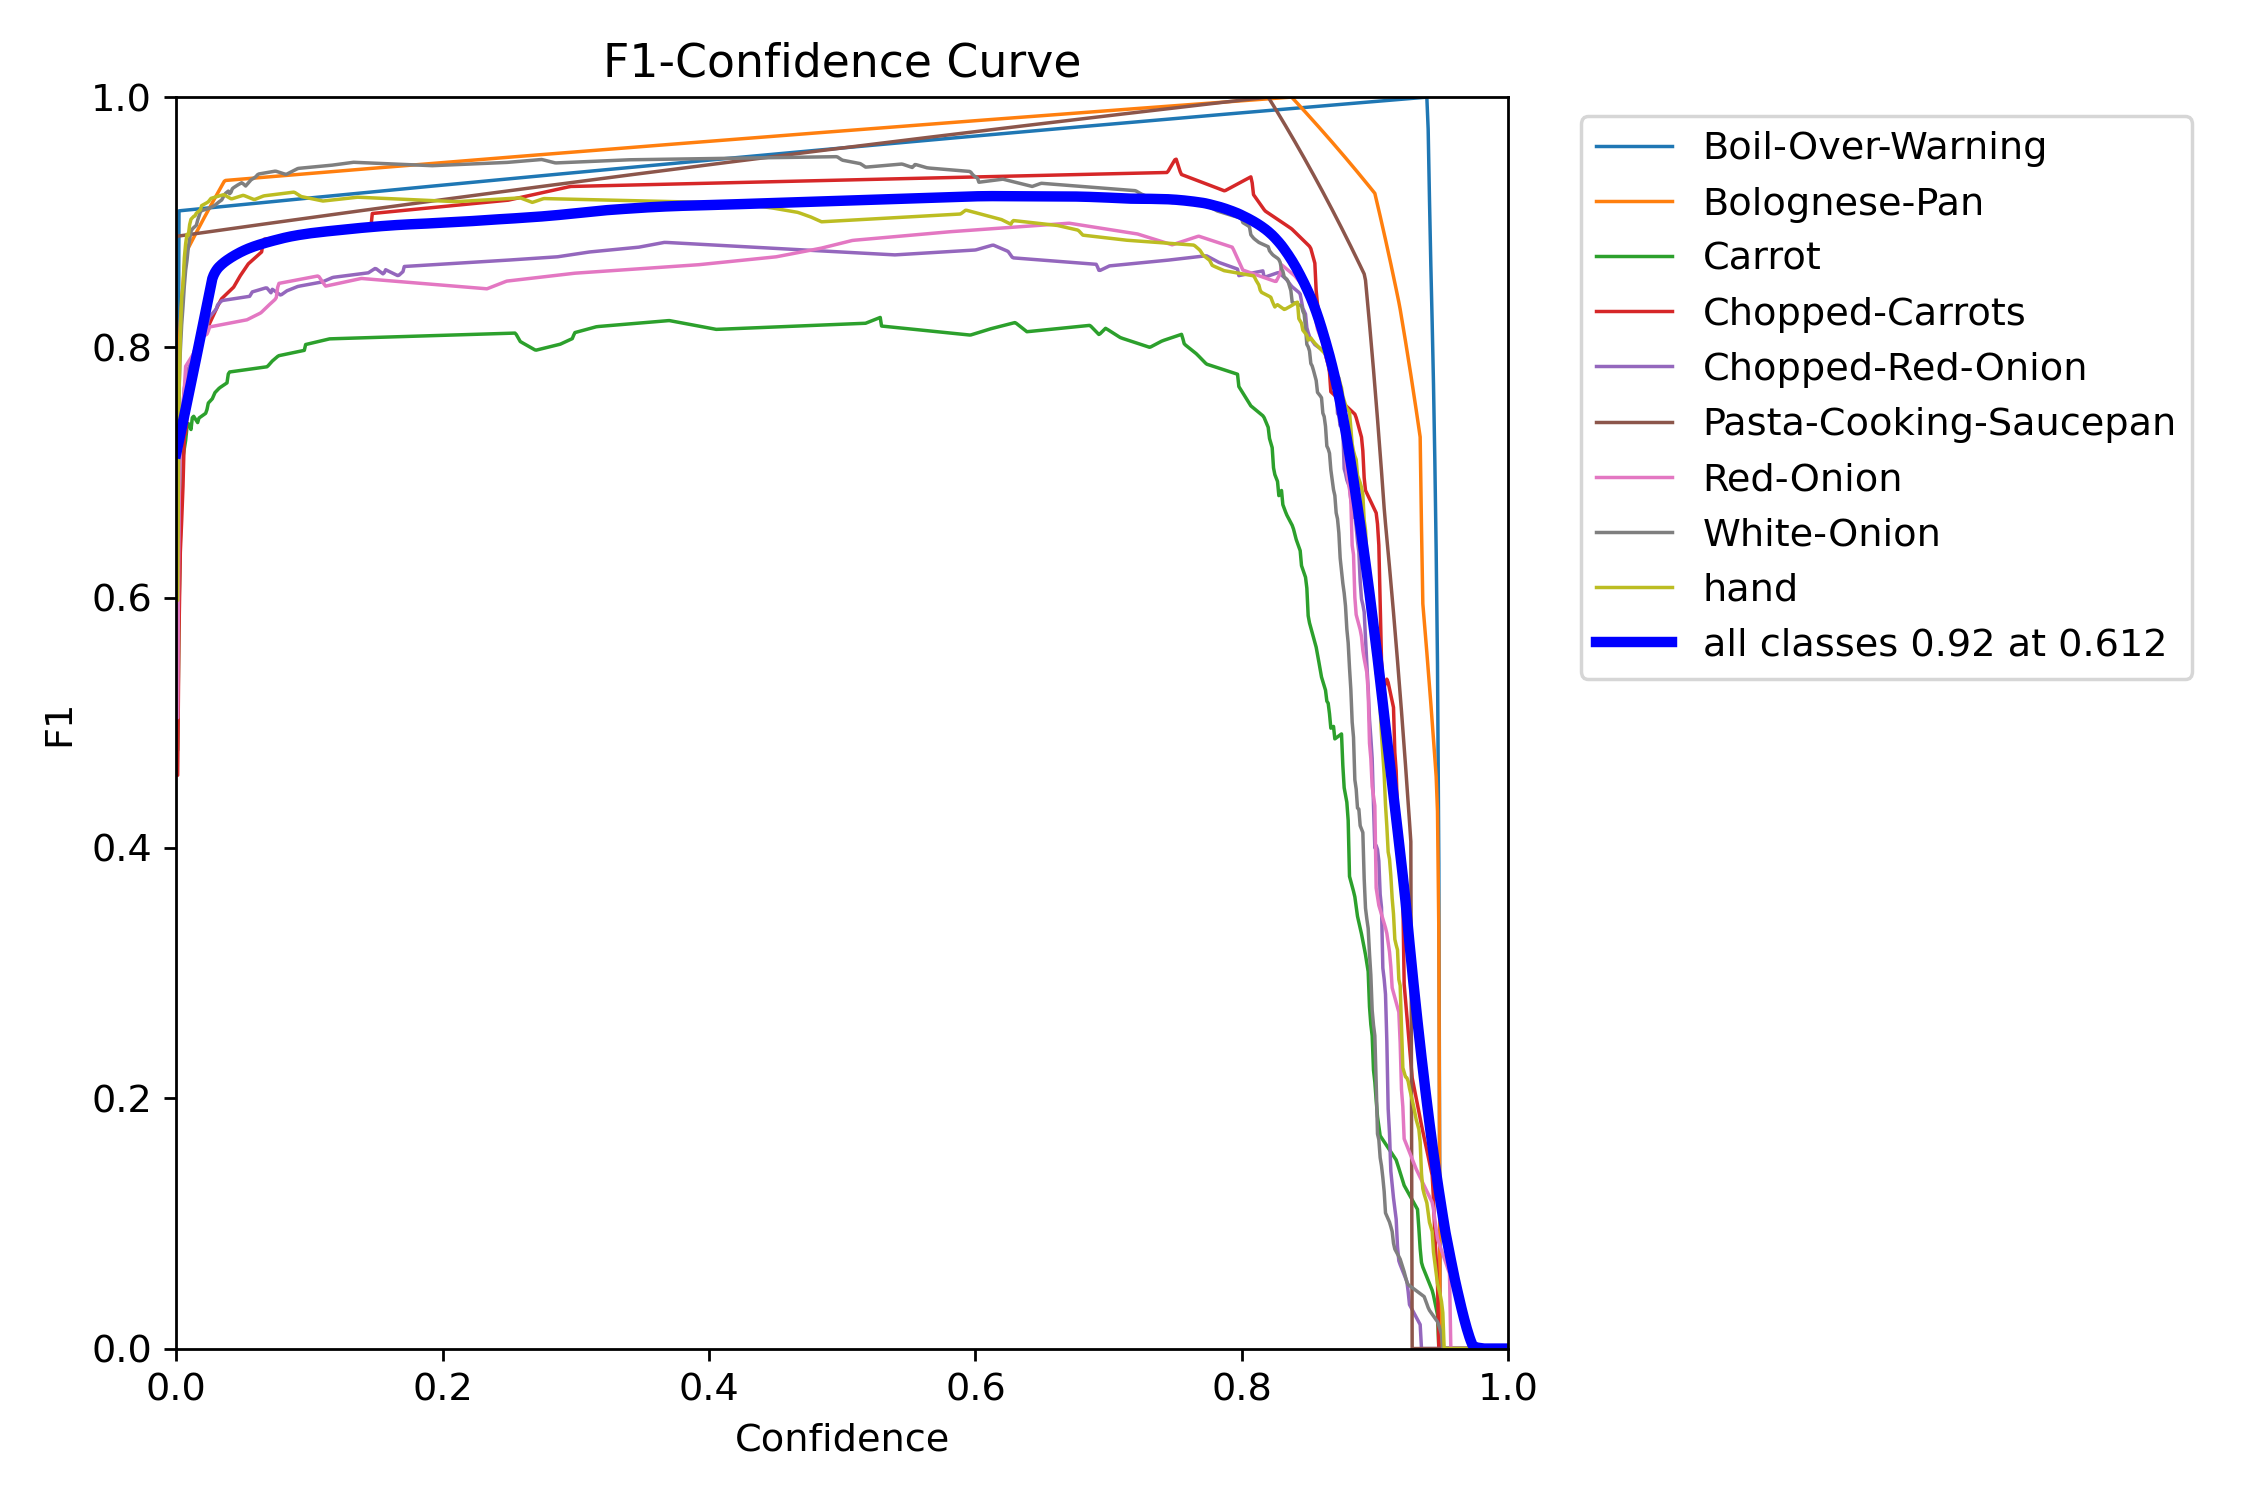 F1-Confidence Curve
1.0
0.8
0.6
0.4
0.2
0.0
F1
0.0 0.2 0.4 0.6 0.8 1.0
Confidence
Boil-Over-Warning
Bolognese-Pan
Carrot
Chopped-Carrots
Chopped-Red-Onion
Pasta-Cooking-Saucepan
Red-Onion
White-Onion
hand
all classes 0.92 at 0.612